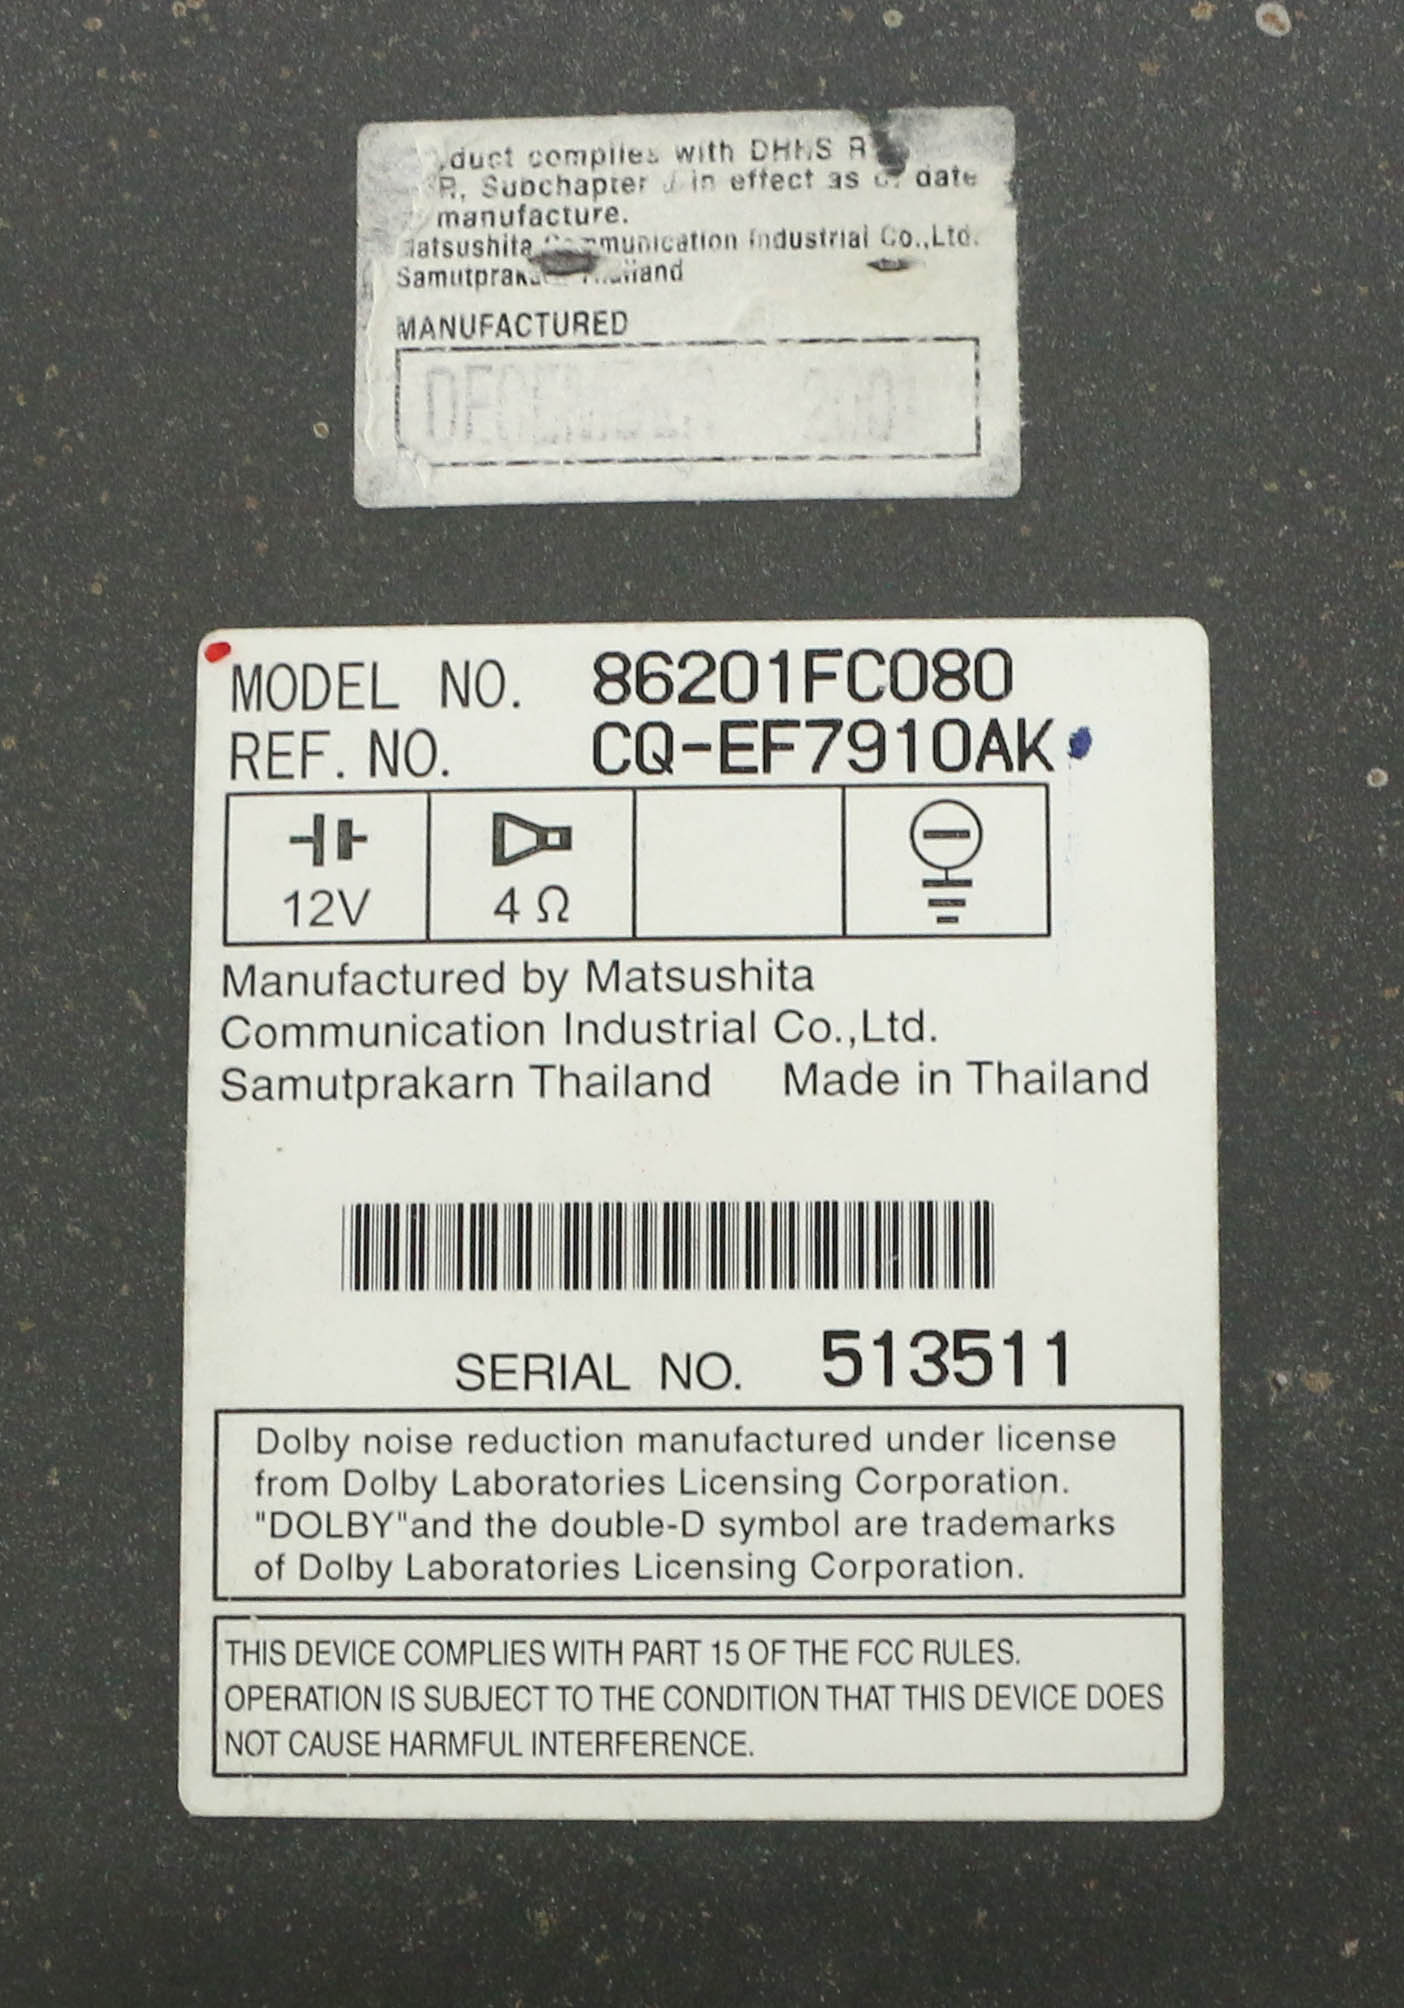 duct complies with DHHS R
R, Subchapter J in effect as of date
manufacture.
Matsushita Communication Industrial Co.,Ltd.
Samutprakarn Thailand
MANUFACTURED
DECEMBER 2001
MODEL NO. 86201FC080
REF. NO. CQ-EF7910AK
12V 4 Ω
Manufactured by Matsushita
Communication Industrial Co.,Ltd.
Samutprakarn Thailand Made in Thailand
SERIAL NO. 513511
Dolby noise reduction manufactured under license
from Dolby Laboratories Licensing Corporation.
"DOLBY"and the double-D symbol are trademarks
of Dolby Laboratories Licensing Corporation.
THIS DEVICE COMPLIES WITH PART 15 OF THE FCC RULES.
OPERATION IS SUBJECT TO THE CONDITION THAT THIS DEVICE DOES
NOT CAUSE HARMFUL INTERFERENCE.